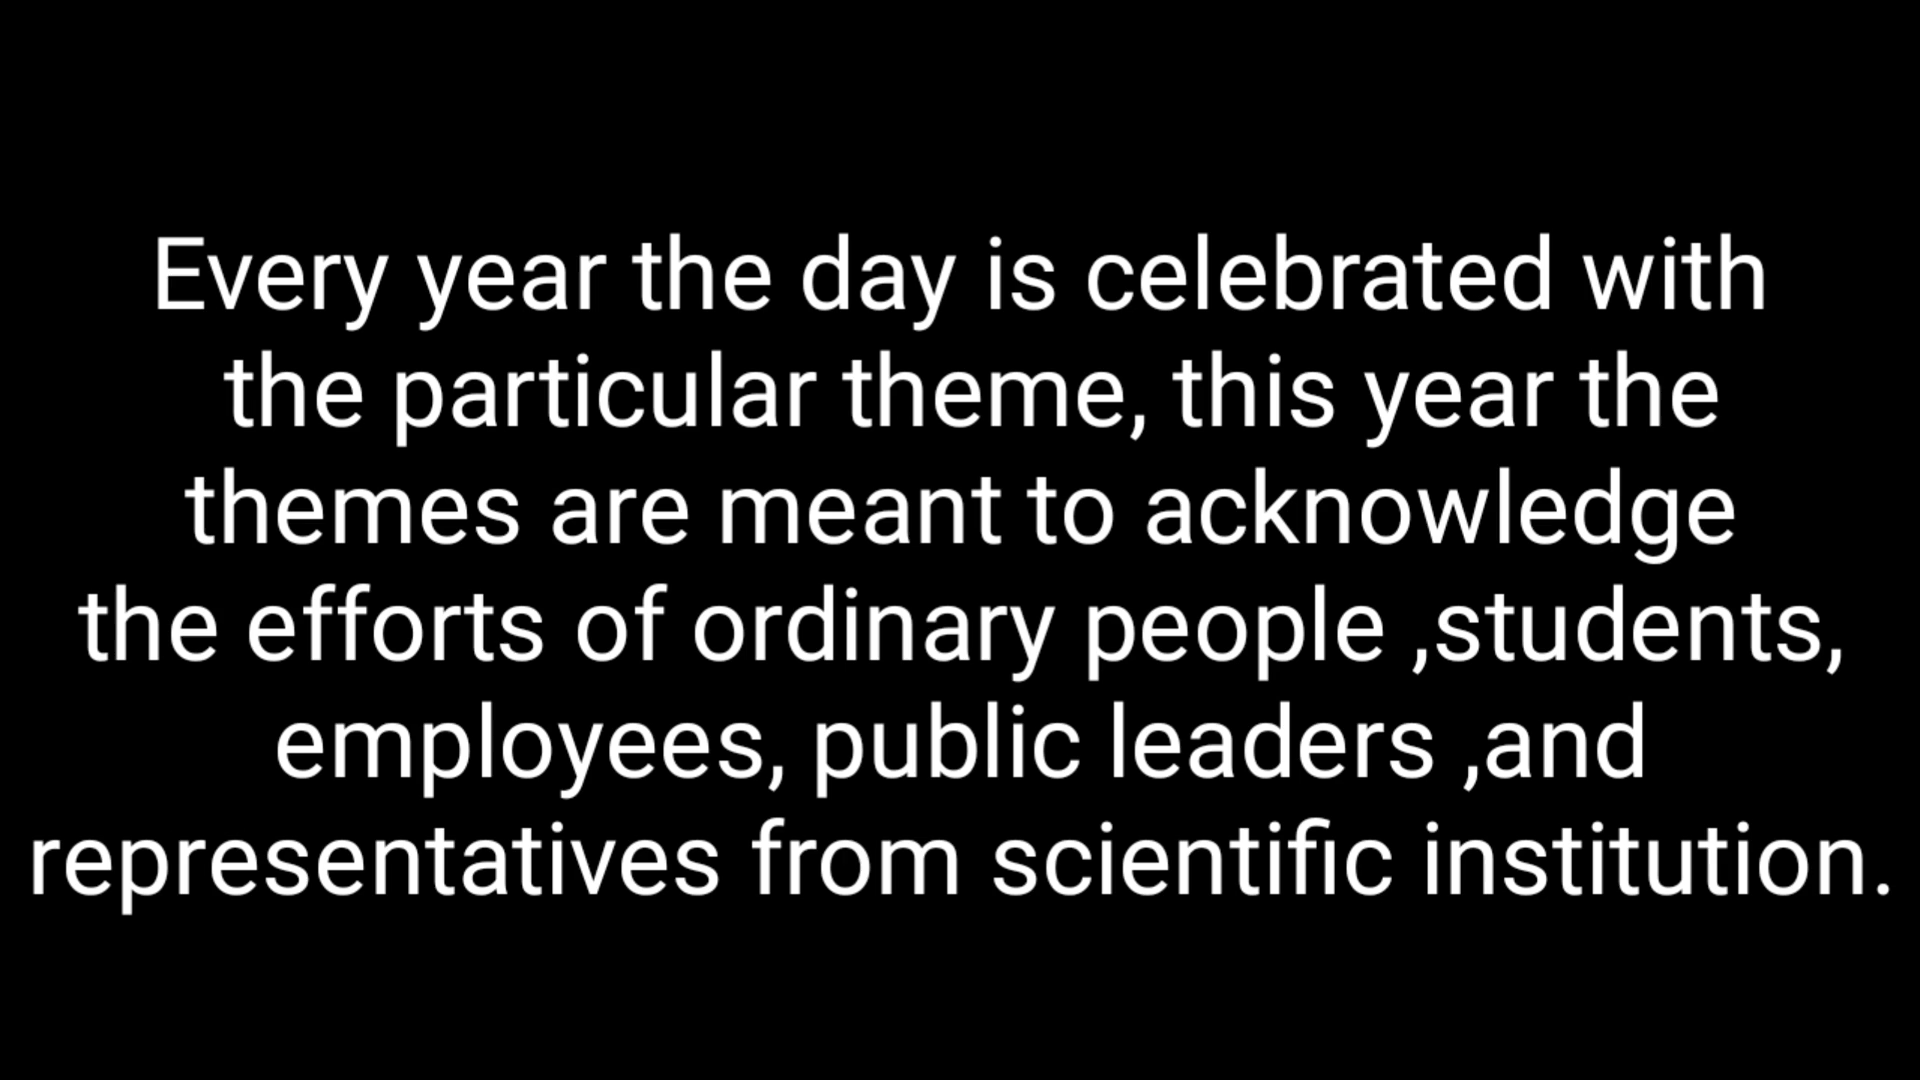 Every year the day is celebrated with
the particular theme, this year the
themes are meant to acknowledge
the efforts of ordinary people ,students,
employees, public leaders ,and
representatives from scientific institution.